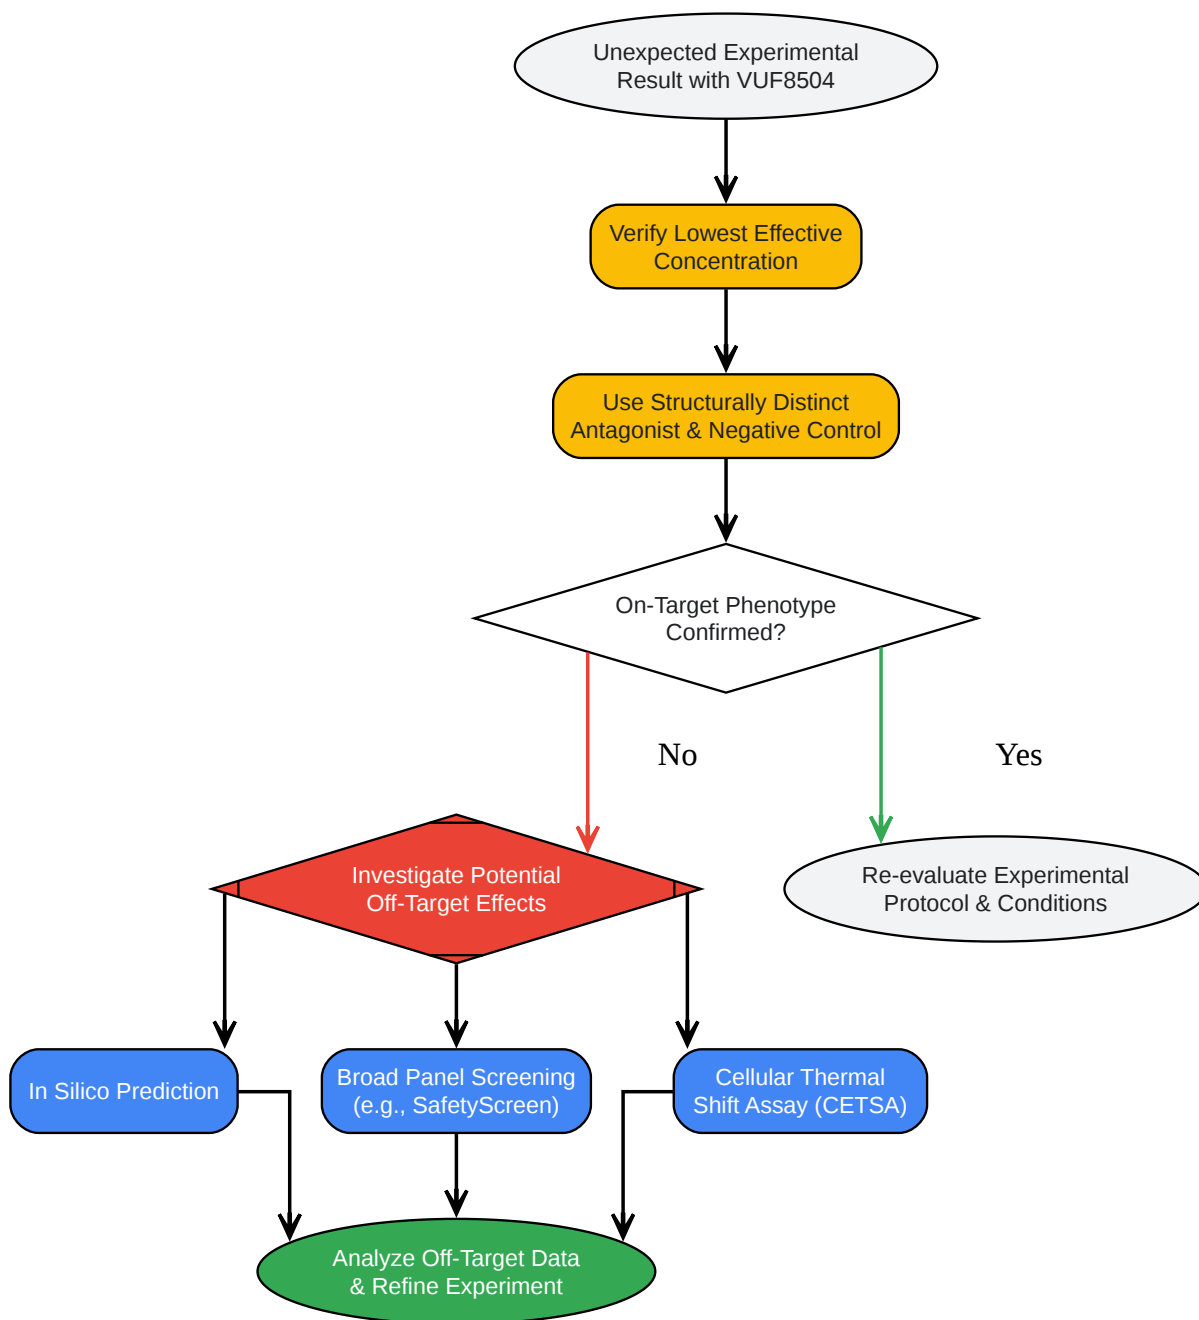 Unexpected Experimental
Result with VUF8504
Verify Lowest Effective
Concentration
Use Structurally Distinct
Antagonist & Negative Control
On-Target Phenotype
Confirmed?
No
Yes
Investigate Potential
Off-Target Effects
Re-evaluate Experimental
Protocol & Conditions
In Silico Prediction
Broad Panel Screening
(e.g., SafetyScreen)
Cellular Thermal
Shift Assay (CETSA)
Analyze Off-Target Data
& Refine Experiment